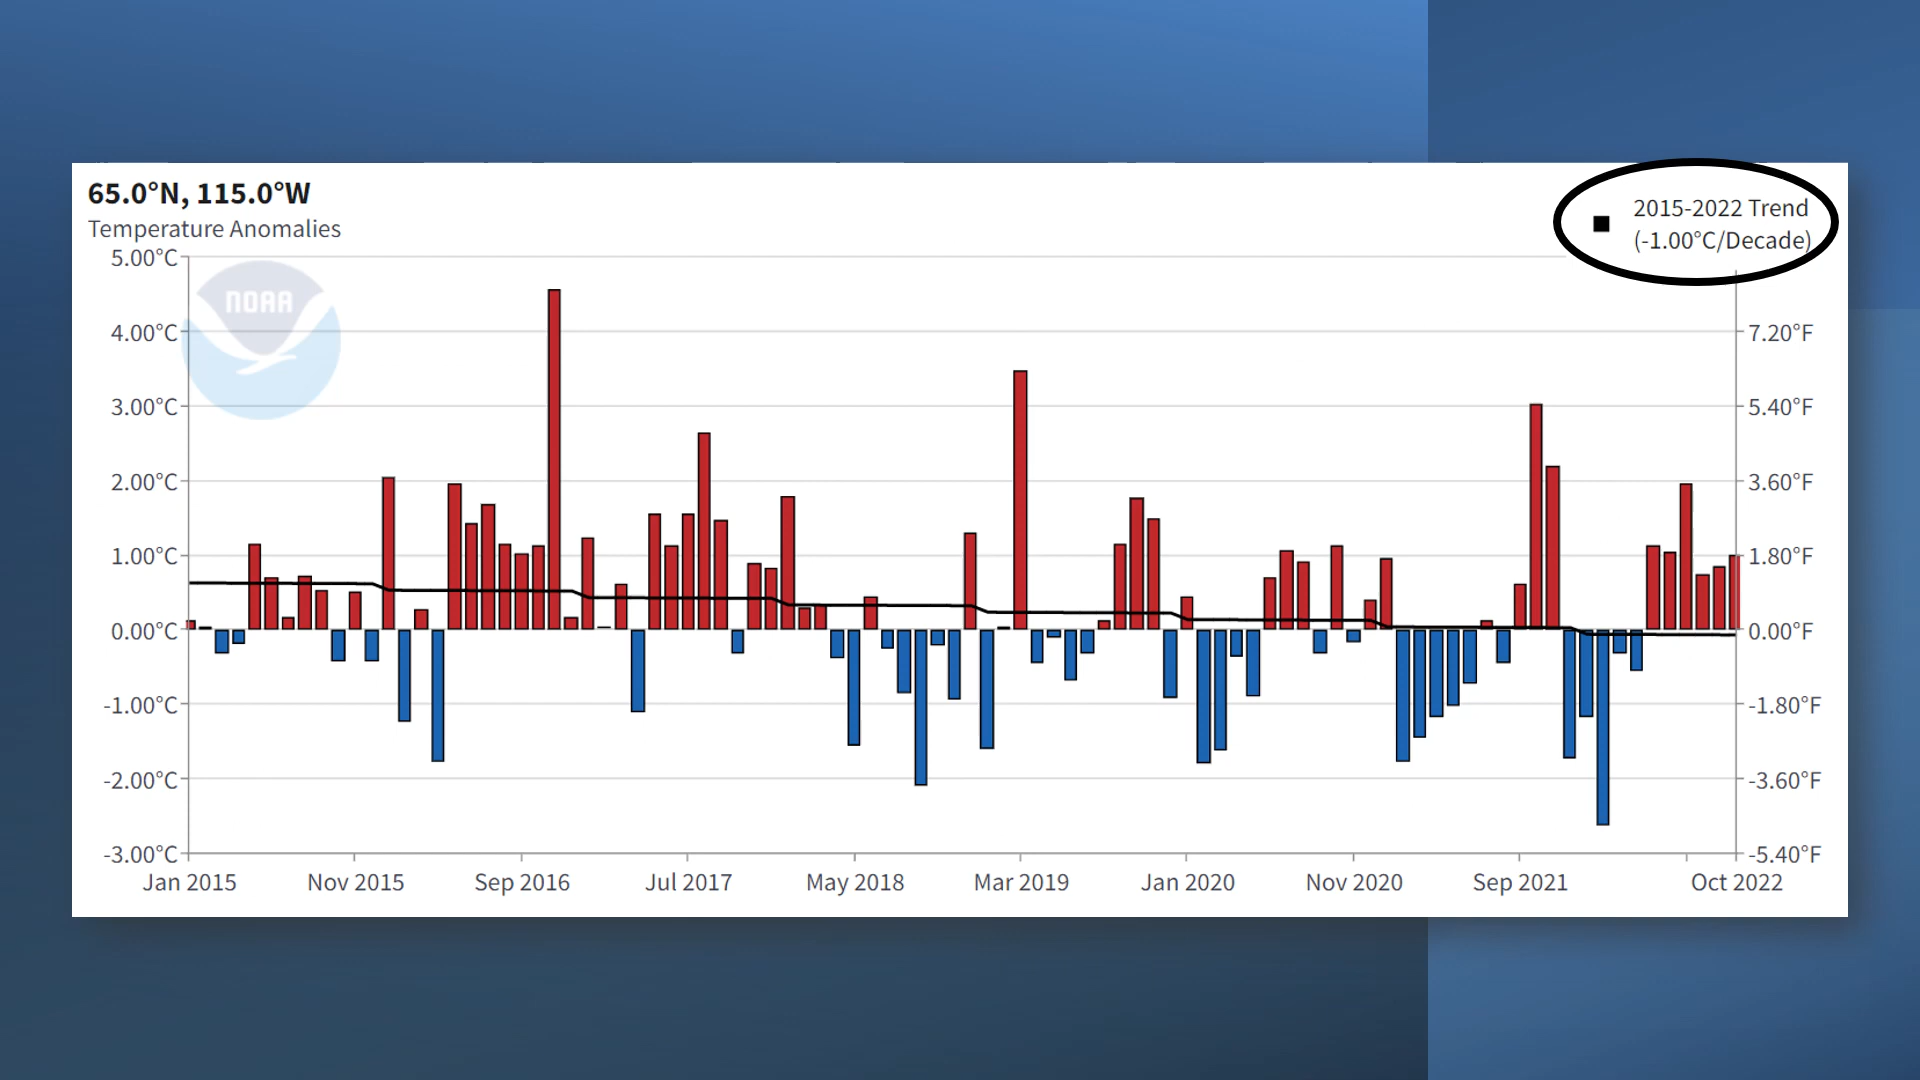 65.0°N, 115.0°W
Temperature Anomalies
2015-2022 Trend
(-1.00°C/Decade)
5.00°C
NOAA
4.00°C
7.20°F
3.00°C
5.40°F
2.00°C
3.60°F
1.00°C
1.80°F
0.00°C
0.00°F
-1.00°C
-1.80°F
-2.00°C
-3.60°F
-3.00°C
-5.40°F
Jan 2015 Nov 2015 Sep 2016 Jul 2017 May 2018 Mar 2019 Jan 2020 Nov 2020 Sep 2021 Oct 2022